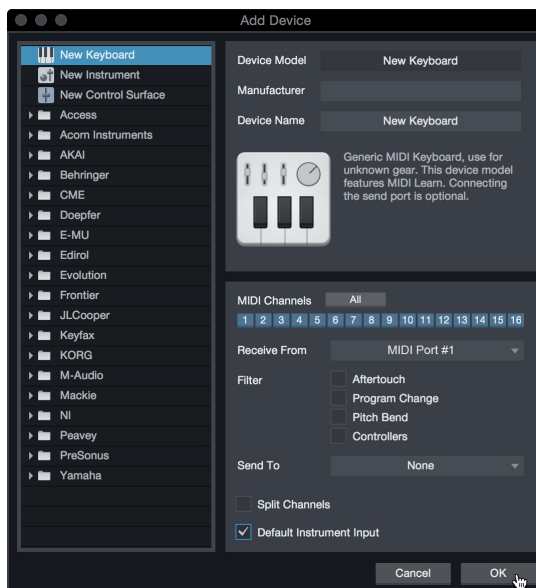 Add Device
New Keyboard
New Instrument
New Control Surface
Access
Acorn Instruments
AKAI
Behringer
CME
Doepfer
E-MU
Edirol
Evolution
Frontier
JLCooper
Keyfax
KORG
M-Audio
Mackie
NI
Peavey
PreSonus
Yamaha
Device Model New Keyboard
Manufacturer
Device Name New Keyboard
Generic MIDI Keyboard, use for
unknown gear. This device model
features MIDI Learn. Connecting
the send port is optional.
MIDI Channels All
1 2 3 4 5 6 7 8 9 10 11 12 13 14 15 16
Receive From MIDI Port #1
Filter Aftertouch
Program Change
Pitch Bend
Controllers
Send To None
Split Channels
Default Instrument Input
Cancel OK